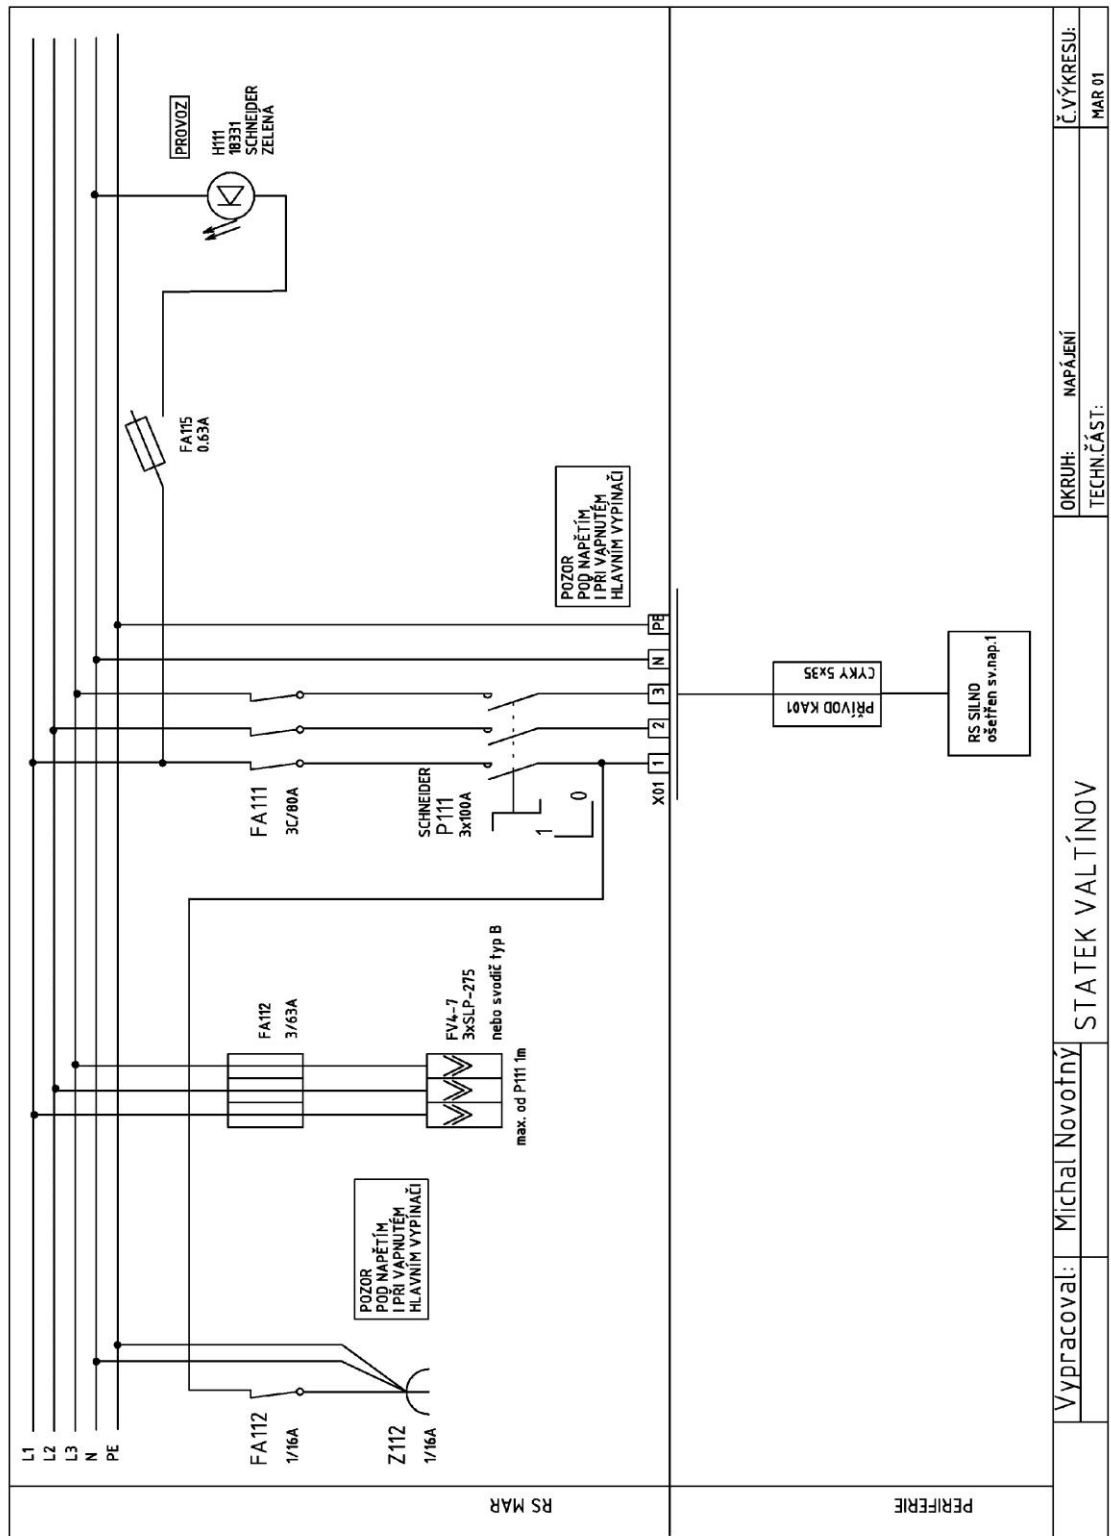 L1
L2
L3
N
PE
FA112
1/16A
Z112
1/16A
POZOR
POD NAPĚTÍM
I PŘI VAPNUTÉM
HLAVNÍM VYPÍNAČI
FA112
3/63A
FV4-7
3xSLP-275
nebo svodič typ B
max. od P111 1m
FA111
3C/80A
SCHNEIDER
P111
3x100A
1
0
X01
1
2
3
N
PE
POZOR
POD NAPĚTÍM
I PŘI VAPNUTÉM
HLAVNÍM VYPÍNAČI
FA115
0.63A
PROVOZ
H111
18331
SCHNEIDER
ZELENÁ
RS MAR
PERIFERIE
PŘÍVOD KA01
CYKY 5x35
RS SILNO
ošetřen sv.nap.1
Vypracoval:
Michal Novotný
STATEK VALTÍNOV
OKRUH: NAPÁJENÍ
TECHN.ČÁST:
Č.VÝKRESU:
MAR 01